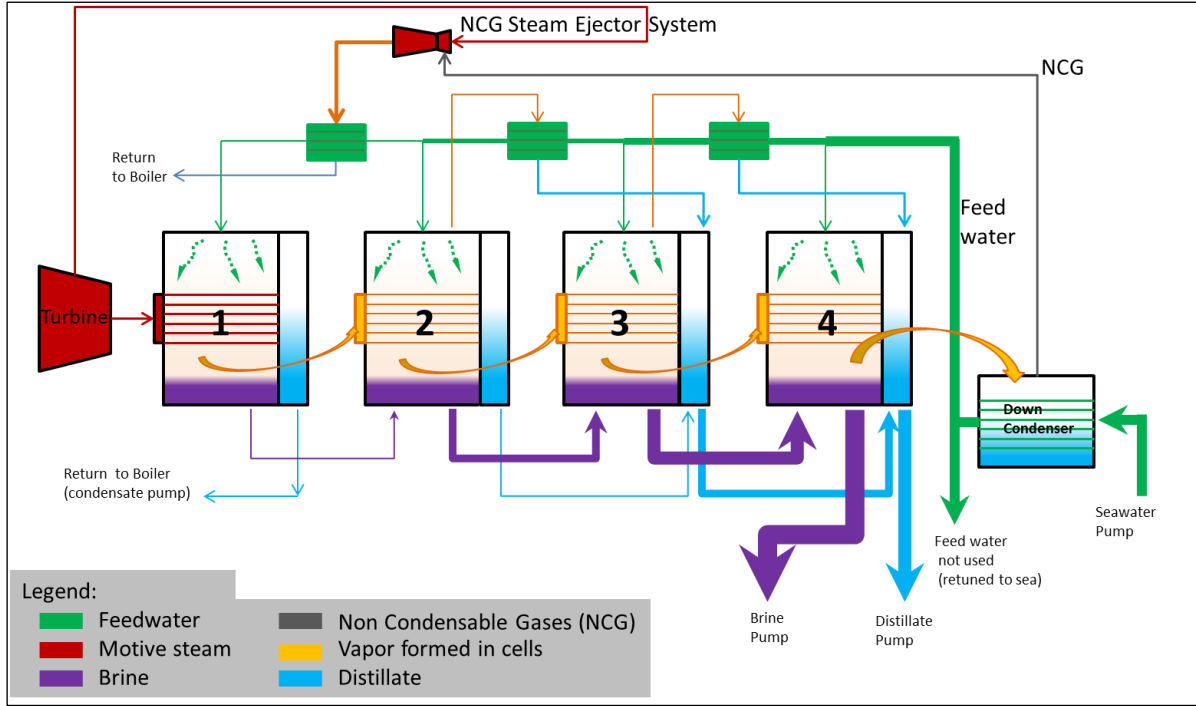 NCG Steam Ejector System
NCG
Return
to Boiler
Feed
water
Turbine
1
2
3
4
Down
Condenser
Return to Boiler
(condensate pump)
Seawater
Pump
Feed water
not used
(retuned to sea)
Brine
Pump
Distillate
Pump
Legend:
Feedwater
Motive steam
Brine
Non Condensable Gases (NCG)
Vapor formed in cells
Distillate